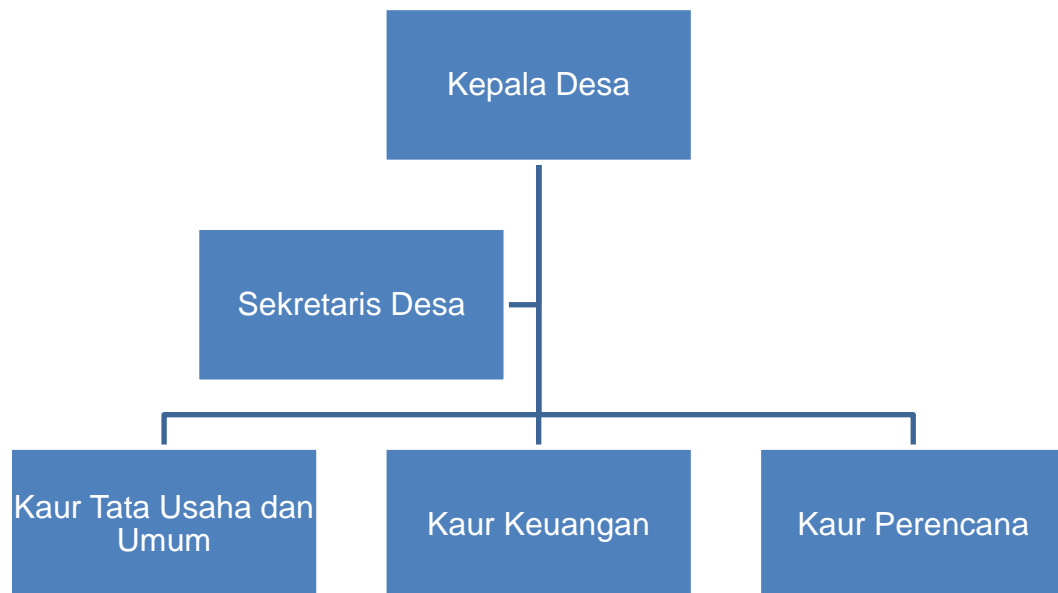 Kepala Desa
Sekretaris Desa
Kaur Tata Usaha dan
Umum
Kaur Keuangan
Kaur Perencana